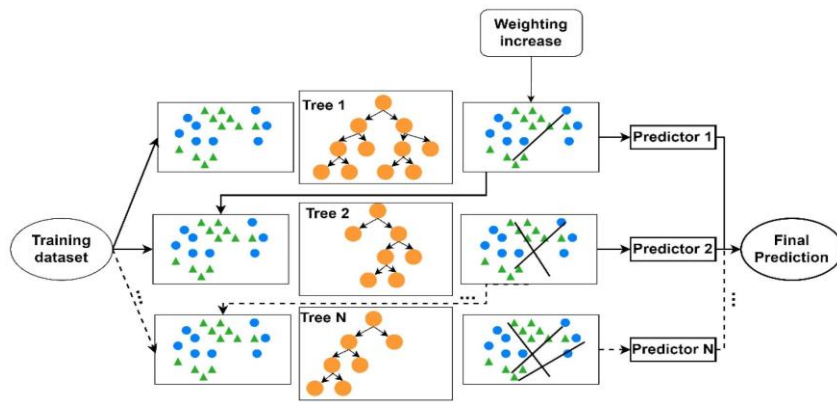 Weighting
increase
Tree 1
Predictor 1
Training
dataset
Tree 2
Predictor 2
Final
Prediction
...
...
...
Tree N
Predictor N